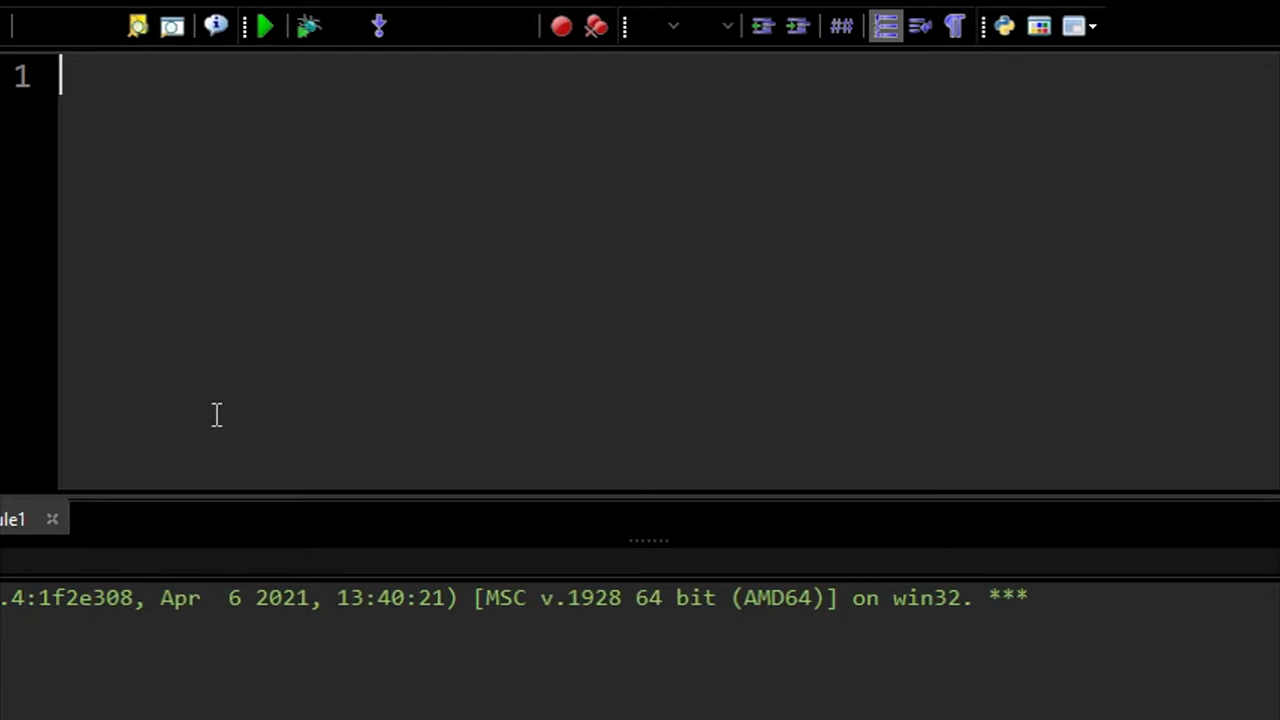 ##
1
ule1
.4:1f2e308, Apr  6 2021, 13:40:21) [MSC v.1928 64 bit (AMD64)] on win32. ***